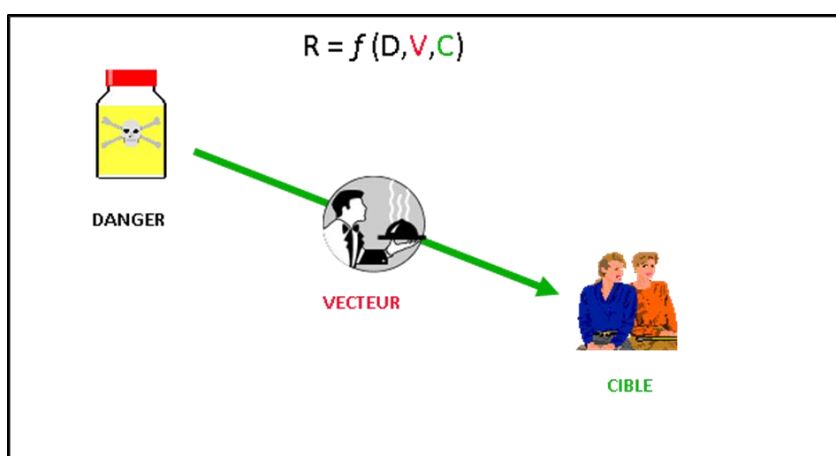 R = f (D,V,C)
DANGER
VECTEUR
CIBLE